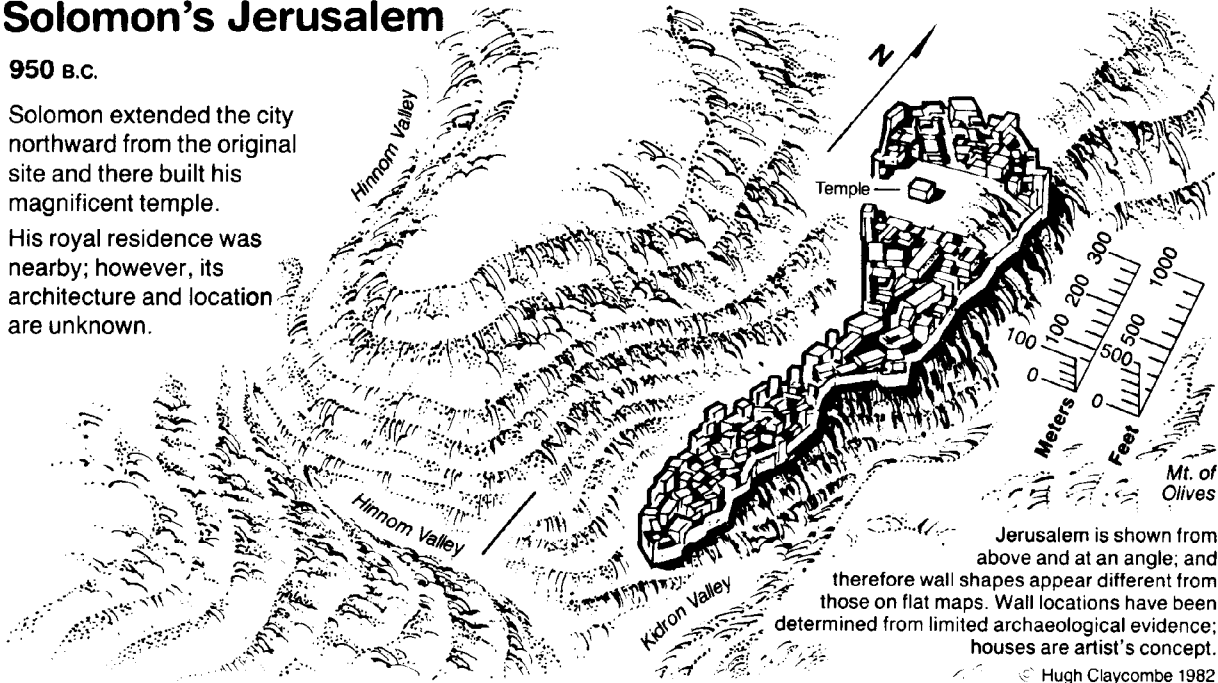 Solomon's Jerusalem
950 B.C.
Solomon extended the city
northward from the original
site and there built his
magnificent temple.
His royal residence was
nearby; however, its
architecture and location
are unknown.
Hinnom Valley
N
Temple
300
200
100
100
0
1000
500
500
0
Meters
Feet
Mt. of
Olives
Hinnom Valley
Kidron Valley
Jerusalem is shown from
above and at an angle; and
therefore wall shapes appear different from
those on flat maps. Wall locations have been
determined from limited archaeological evidence;
houses are artist's concept.
© Hugh Claycombe 1982